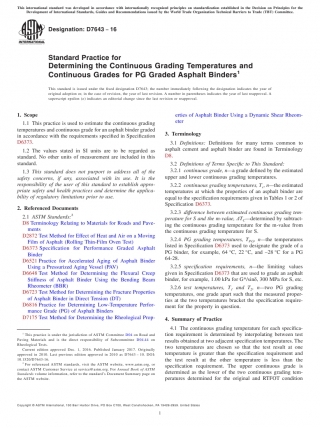 This international standard was developed in accordance with internationally recognized principles on standardization established in the Decision on Principles for the
Development of International Standards, Guides and Recommendations issued by the World Trade Organization Technical Barriers to Trade (TBT) Committee.
Designation: D7643 − 16
Standard Practice for
Determining the Continuous Grading Temperatures and
Continuous Grades for PG Graded Asphalt Binders¹
This standard is issued under the fixed designation D7643; the number immediately following the designation indicates the year of
original adoption or, in the case of revision, the year of last revision. A number in parentheses indicates the year of last reapproval. A
superscript epsilon (ε) indicates an editorial change since the last revision or reapproval.
1. Scope
1.1 This practice is used to estimate the continuous grading
temperatures and continuous grade for an asphalt binder graded
in accordance with the requirements specified in Specification
D6373.
1.2 The values stated in SI units are to be regarded as
standard. No other units of measurement are included in this
standard.
1.3 This standard does not purport to address all of the
safety concerns, if any, associated with its use. It is the
responsibility of the user of this standard to establish appro-
priate safety and health practices and determine the applica-
bility of regulatory limitations prior to use.
2. Referenced Documents
2.1 ASTM Standards:²
D8 Terminology Relating to Materials for Roads and Pave-
ments
D2872 Test Method for Effect of Heat and Air on a Moving
Film of Asphalt (Rolling Thin-Film Oven Test)
D6373 Specification for Performance Graded Asphalt
Binder
D6521 Practice for Accelerated Aging of Asphalt Binder
Using a Pressurized Aging Vessel (PAV)
D6648 Test Method for Determining the Flexural Creep
Stiffness of Asphalt Binder Using the Bending Beam
Rheometer (BBR)
D6723 Test Method for Determining the Fracture Properties
of Asphalt Binder in Direct Tension (DT)
D6816 Practice for Determining Low-Temperature Perfor-
mance Grade (PG) of Asphalt Binders
D7175 Test Method for Determining the Rheological Prop-
¹ This practice is under the jurisdiction of ASTM Committee D04 on Road and
Paving Materials and is the direct responsibility of Subcommittee D04.44 on
Rheological Tests.
Current edition approved Dec. 1, 2016. Published January 2017. Originally
approved in 2010. Last previous edition approved in 2010 as D7643 – 10. DOI:
10.1520/D7643-16.
² For referenced ASTM standards, visit the ASTM website, www.astm.org, or
contact ASTM Customer Service at service@astm.org. For Annual Book of ASTM
Standards volume information, refer to the standard's Document Summary page on
the ASTM website.
erties of Asphalt Binder Using a Dynamic Shear Rheom-
eter
3. Terminology
3.1 Definitions: Definitions for many terms common to
asphalt cement and asphalt binder are found in Terminology
D8.
3.2 Definitions of Terms Specific to This Standard:
3.2.1 continuous grade, n—a grade defined by the estimated
upper and lower continuous grading temperatures.
3.2.2 continuous grading temperatures, n—the estimated
temperatures at which the properties of an asphalt binder are
equal to the specification requirements given in Tables 1 or 2 of
Specification D6373.
3.2.3 difference between estimated continuous grading tem-
perature for S and the m value,—determined by subtract-
ing the continuous grading temperature for the m-value from
the continuous grading temperature for S.
3.2.4 PG grading temperatures, n—the temperatures
listed in Specification D6373 used to designate the grade of a
PG binder, for example, 64 °C, 22 °C, and −28 °C for a PG
64-28.
3.2.5 specification requirements, n—the limiting values
given in Specification D6373 that are used to grade an asphalt
binder, for example, 1.00 kPa for G*/sinδ, 300 MPa for S, etc.
3.2.6 test temperatures, n—two PG grading
temperatures, one grade apart such that the measured proper-
ties at the two temperatures bracket the specification require-
ment for the property in question.
4. Summary of Practice
4.1 The continuous grading temperature for each specifica-
tion requirement is determined by interpolating between test
results obtained at two adjacent specification temperatures. The
two temperatures are chosen so that the test result at one
temperature is greater than the specification requirement and
the test result at the other temperature is less than the
specification requirement. The upper continuous grade is
determined as the lower of the two continuous grading tem-
peratures determined for the original and RTFOT condition
Copyright © ASTM International, 100 Barr Harbor Drive, PO Box C700, West Conshohocken, PA 19428-2959. United States
1